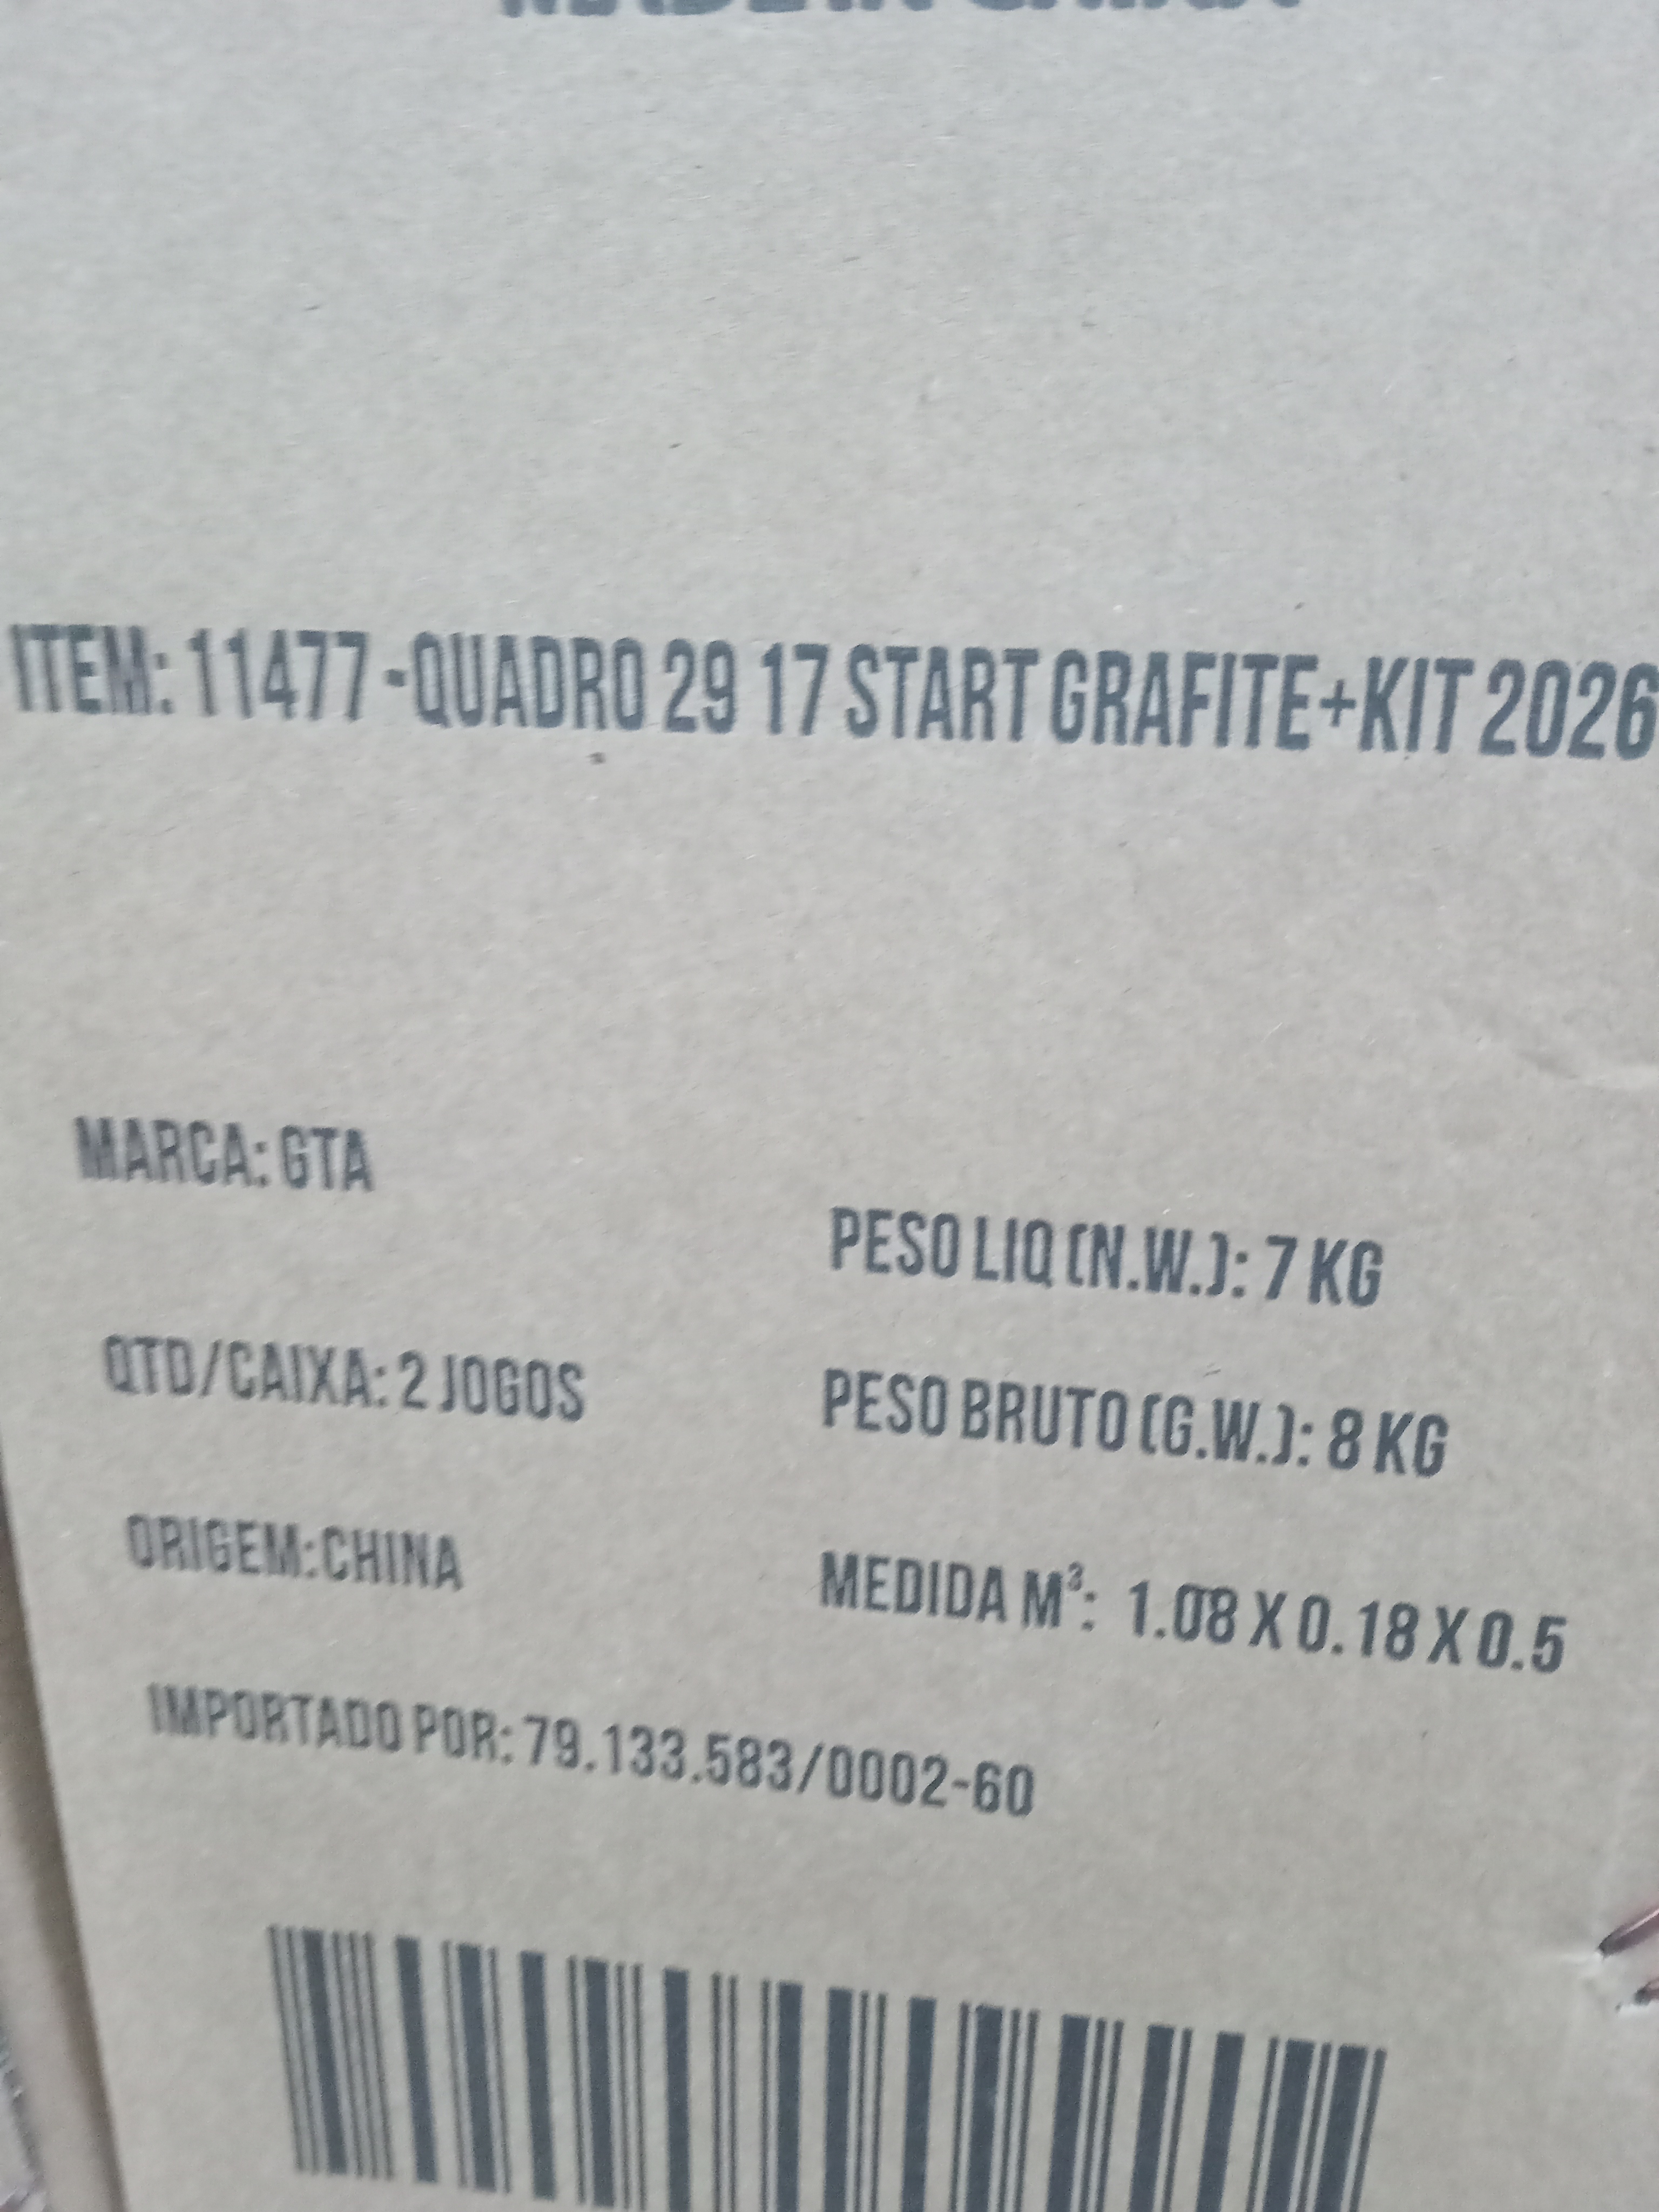 ITEM: 11477 -QUADRO 29 17 START GRAFITE+KIT 2026
MARCA: GTA
PESO LIQ (N.W.): 7 KG
QTD/CAIXA: 2 JOGOS
PESO BRUTO (G.W.): 8 KG
ORIGEM:CHINA
MEDIDA M³: 1.08 X 0.18 X 0.5
IMPORTADO POR: 79.133.583/0002-60